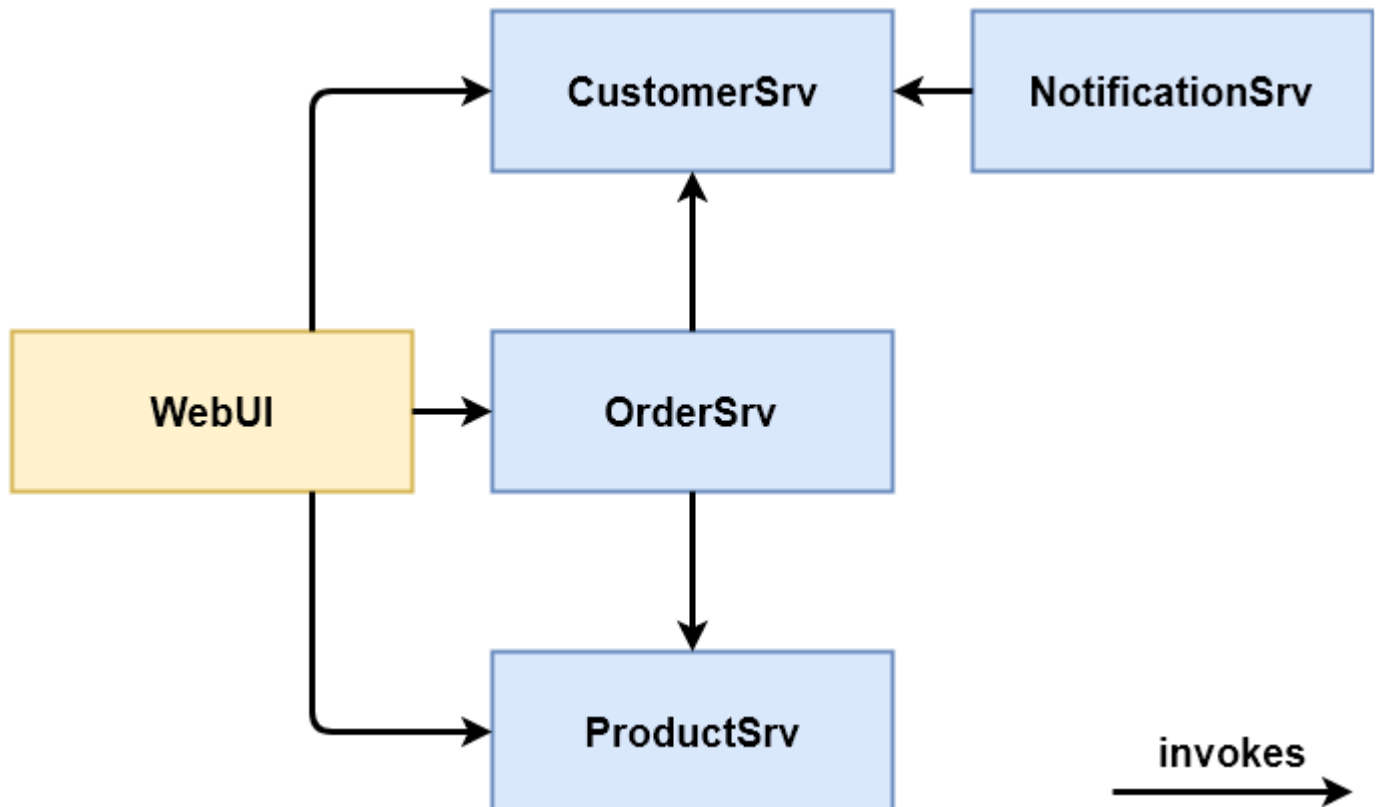 CustomerSrv
NotificationSrv
WebUI
OrderSrv
ProductSrv
invokes